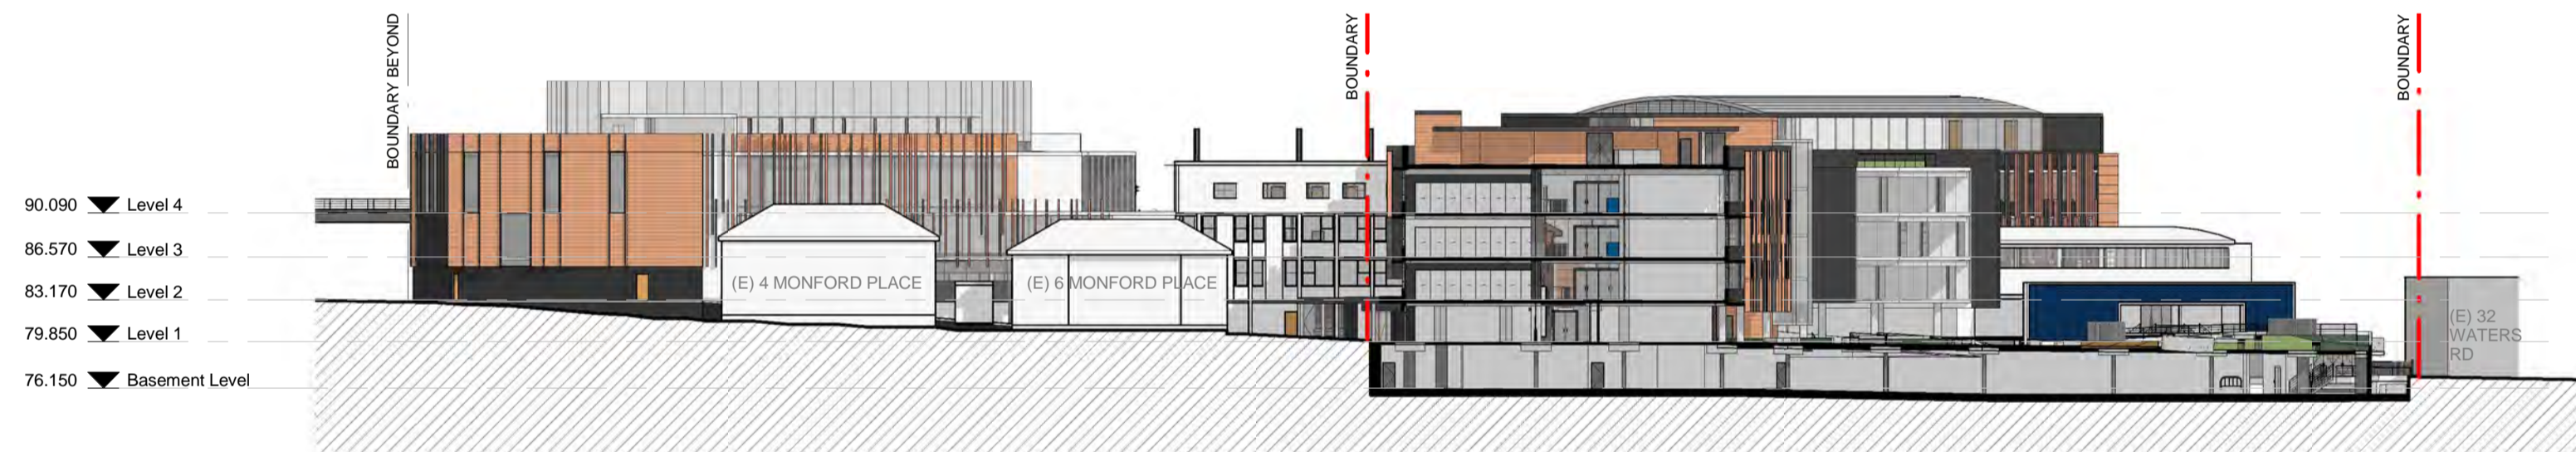 BOUNDARY BEYOND
BOUNDARY
BOUNDARY
90.090 Level 4
86.570 Level 3
83.170 Level 2
79.850 Level 1
76.150 Basement Level
(E) 4 MONFORD PLACE
(E) 6 MONFORD PLACE
(E) 32
WATERS
RD